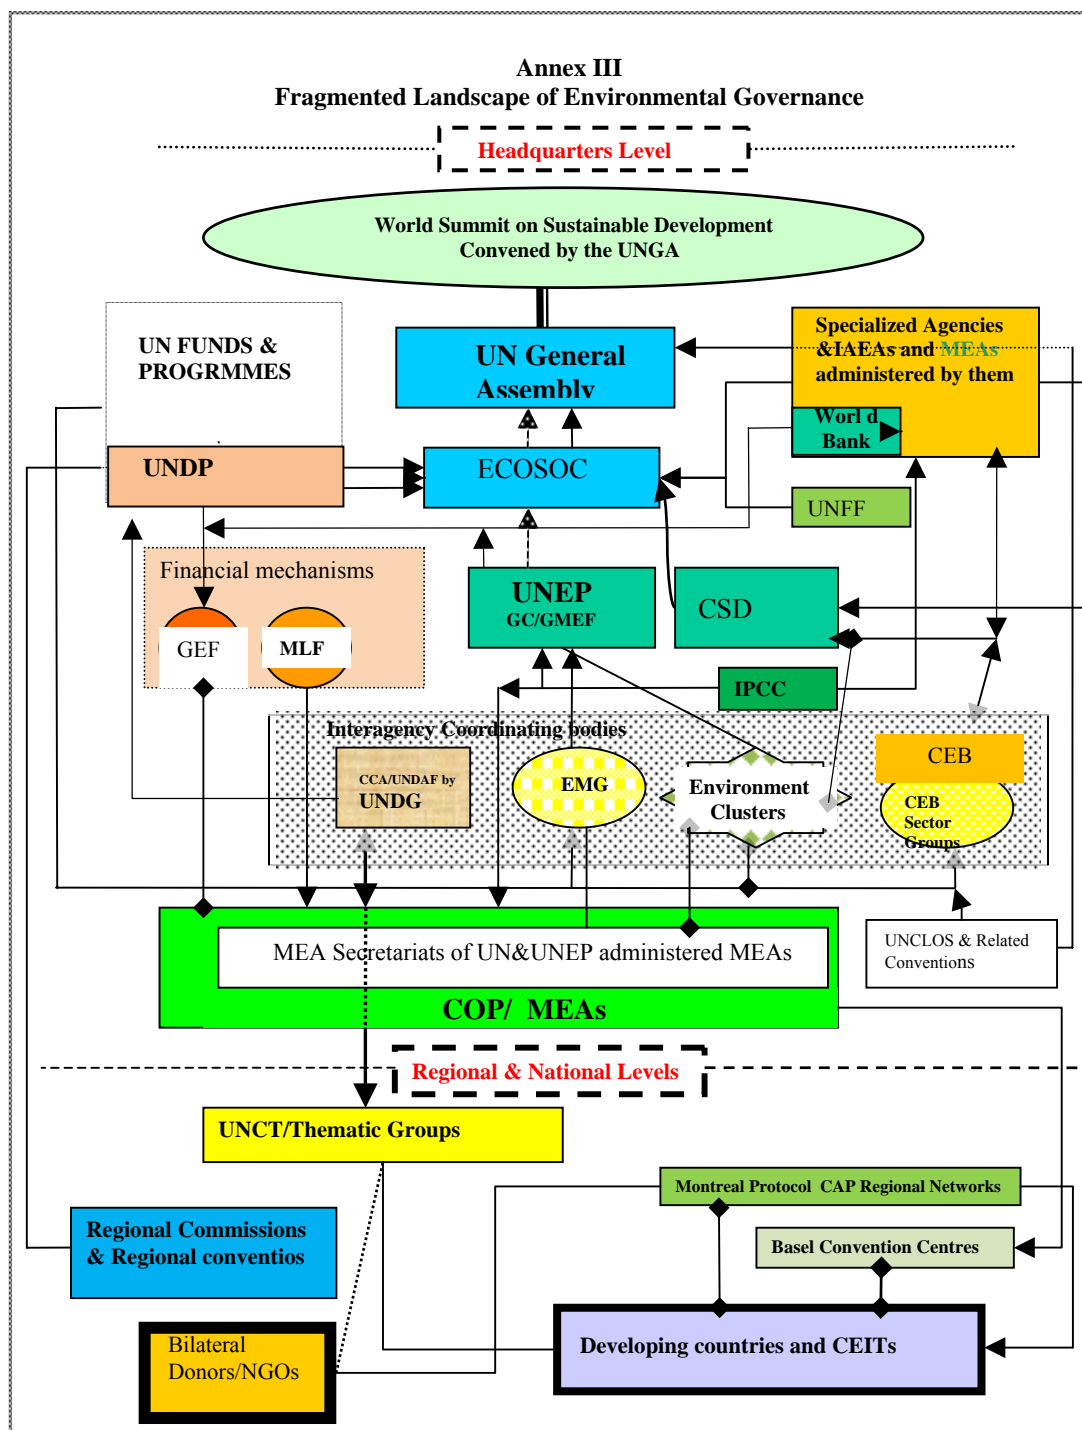 Annex III
Fragmented Landscape of Environmental Governance
Headquarters Level
World Summit on Sustainable Development
Convened by the UNGA
UN FUNDS &
PROGRMMES
UN General
Assembly
Specialized Agencies
&IAEAs and MEAs
administered by them
Worl d
Bank
UNDP
ECOSOC
UNFF
Financial mechanisms
GEF
MLF
UNEP
GC/GMEF
CSD
IPCC
Interagency Coordinating bodies
CCA/UNDAF by
UNDG
EMG
Environment
Clusters
CEB
CEB
Sector
Groups
MEA Secretariats of UN&UNEP administered MEAs
COP/ MEAs
UNCLOS & Related
Conventions
Regional & National Levels
UNCT/Thematic Groups
Montreal Protocol CAP Regional Networks
Regional Commissions
& Regional conventios
Basel Convention Centres
Bilateral
Donors/NGOs
Developing countries and CEITs